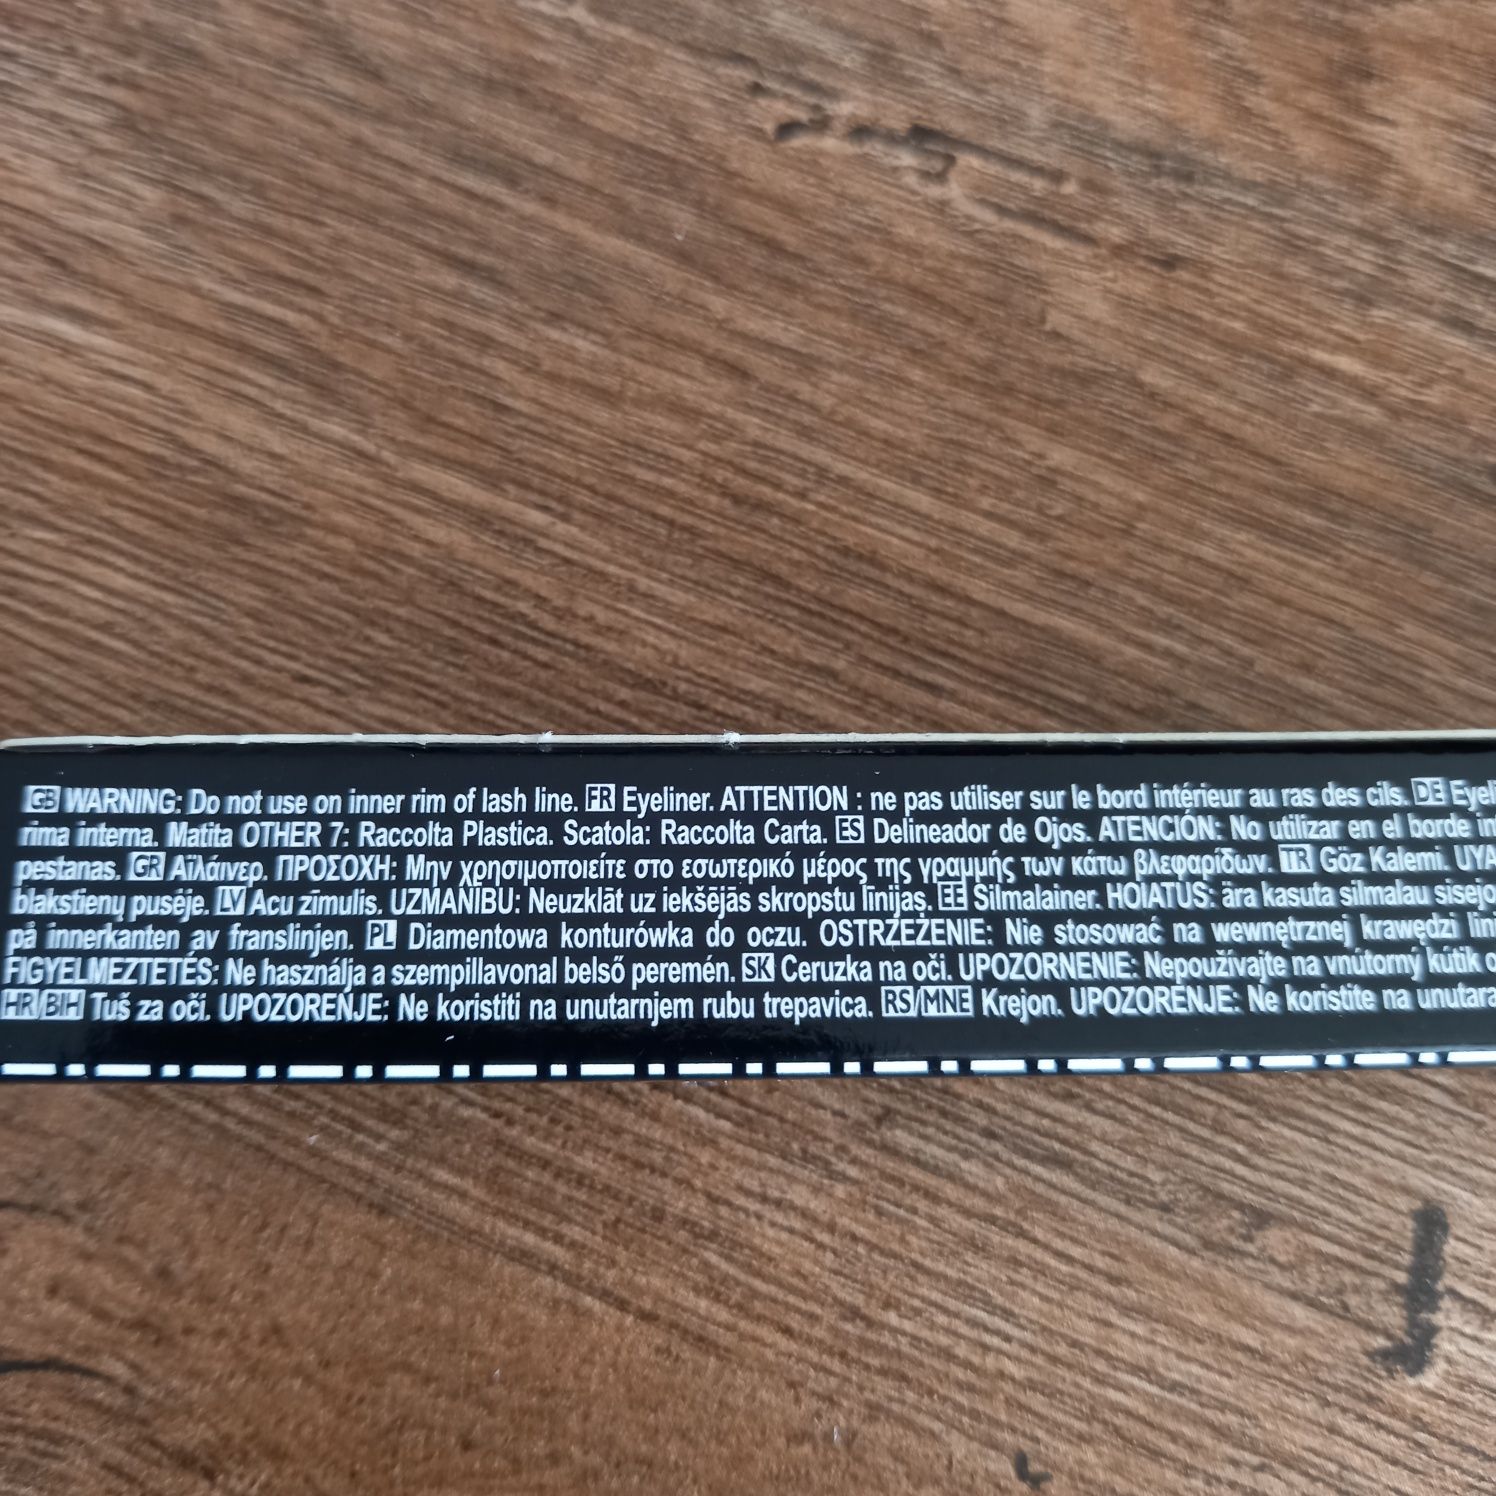 GB WARNING: Do not use on inner rim of lash line. FR Eyeliner. ATTENTION : ne pas utiliser sur le bord intérieur au ras des cils. DE
rima interna. Matita OTHER 7: Raccolta Plastica. Scatola: Raccolta Carta. ES Delineador de Ojos. ATENCIÓN: No utilizar en el borde
pestanas. GR Αϊλάινερ. ΠΡΟΣΟΧΗ: Μην χρησιμοποιείτε στο εσωτερικό μέρος της γραμμής των κάτω βλεφαρίδων. TR Göz Kalemi.
blakstienų pusėje. LV Acu zīmulis. UZMANĪBU: Neuzklāt uz iekšējās skropstu līnijas. EE Silmalainer. HOIATUS: ära kasuta silmalau
på innerkanten av franslinjen. PL Diamentowa konturówka do oczu. OSTRZEŻENIE: Nie stosować na wewnętrznej krawędzi
FIGYELMEZTETÉS: Ne használja a szempillavonal belső peremén. SK Ceruzka na oči. UPOZORNENIE: Nepoužívajte na vnútorný kútik
HR/BIH Tuš za oči. UPOZORENJE: Ne koristiti na unutarnjem rubu trepavica. RS/MNE Krejon. UPOZORENJE: Ne koristite na